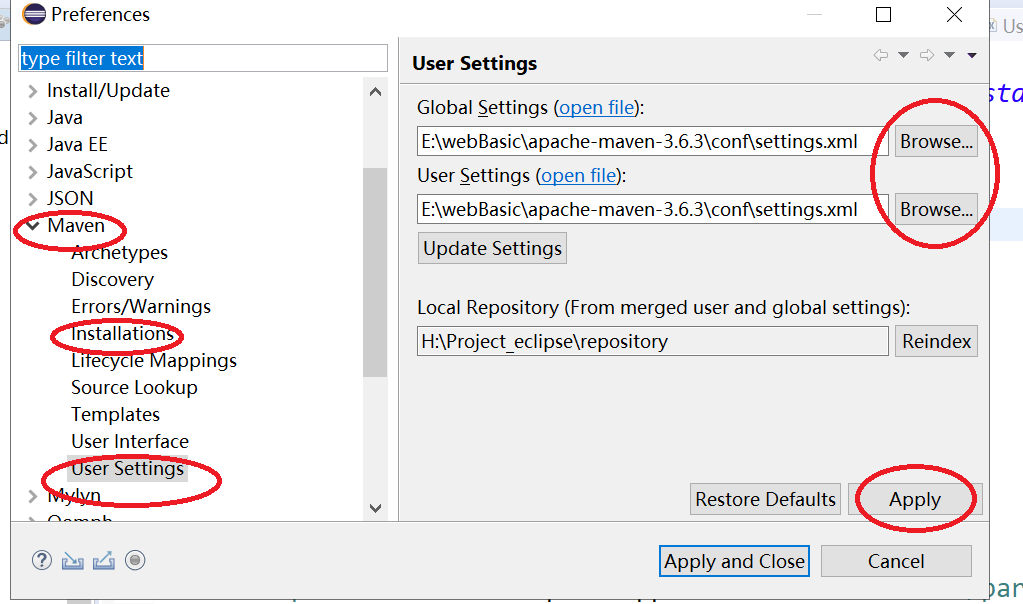 Preferences
type filter text
Install/Update
Java
Java EE
JavaScript
JSON
Maven
Archetypes
Discovery
Errors/Warnings
Installations
Lifecycle Mappings
Source Lookup
Templates
User Interface
User Settings
Mylyn
Oomph
User Settings
Global Settings (open file):
E:\webBasic\apache-maven-3.6.3\conf\settings.xml
Browse...
User Settings (open file):
E:\webBasic\apache-maven-3.6.3\conf\settings.xml
Browse...
Update Settings
Local Repository (From merged user and global settings):
H:\Project_eclipse\repository
Reindex
Restore Defaults
Apply
Apply and Close
Cancel
Us
sta
pan